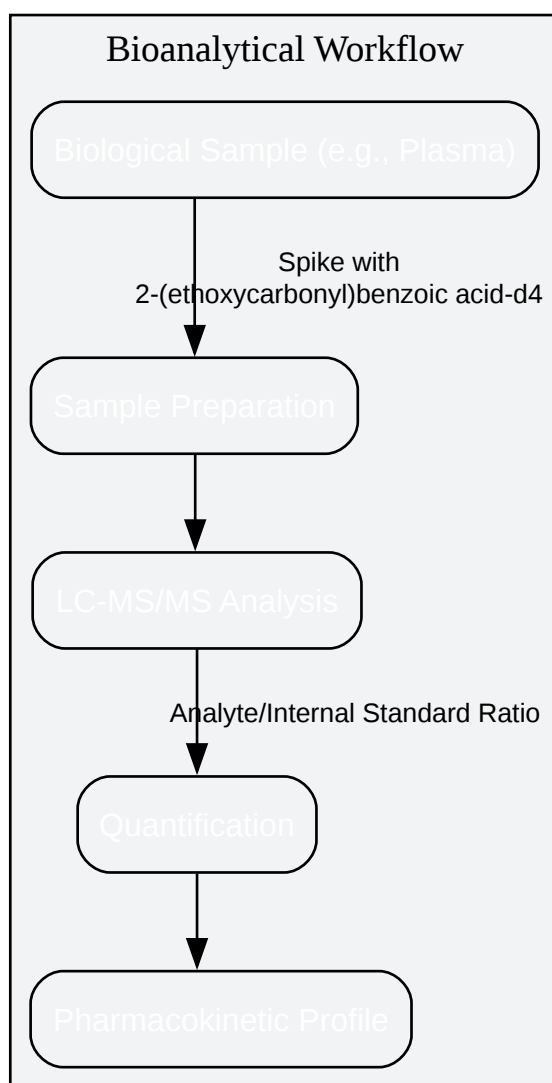 Bioanalytical Workflow
Biological Sample (e.g., Plasma)
Spike with
2-(ethoxycarbonyl)benzoic acid-d4
Sample Preparation
LC-MS/MS Analysis
Analyte/Internal Standard Ratio
Quantification
Pharmacokinetic Profile